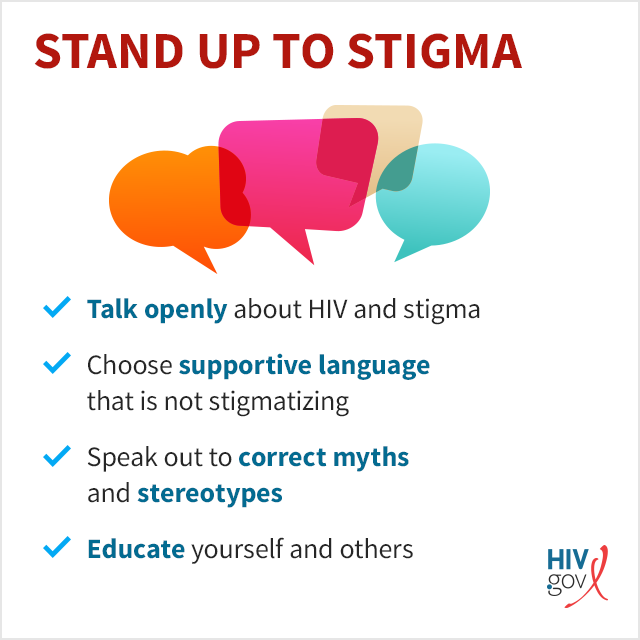 STAND UP TO STIGMA
Talk openly about HIV and stigma
Choose supportive language
that is not stigmatizing
Speak out to correct myths
and stereotypes
Educate yourself and others
HIV
.gov